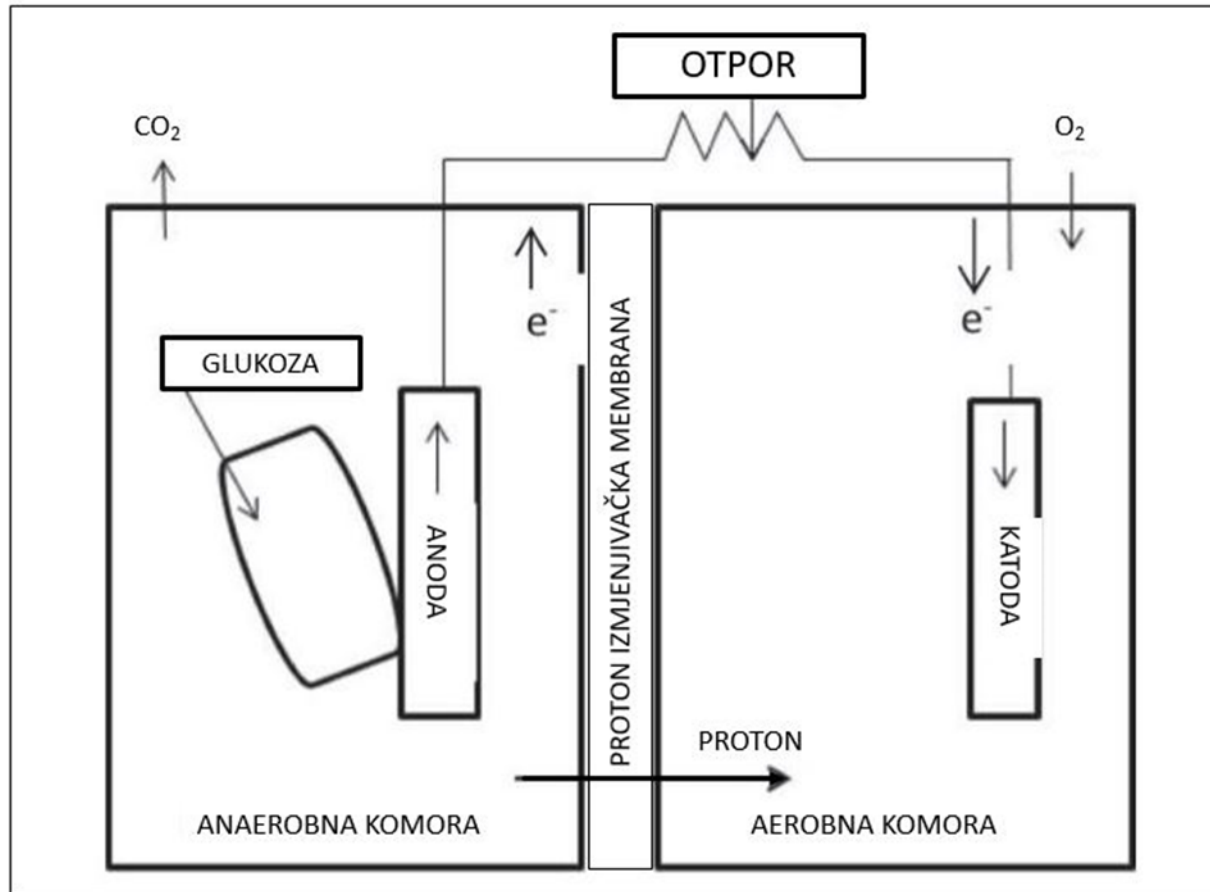 OTPOR
CO₂
O₂
e⁻
e⁻
GLUKOZA
ANODA
PROTON IZMJENJIVAČKA MEMBRANA
KATODA
PROTON
ANAEROBNA KOMORA
AEROBNA KOMORA